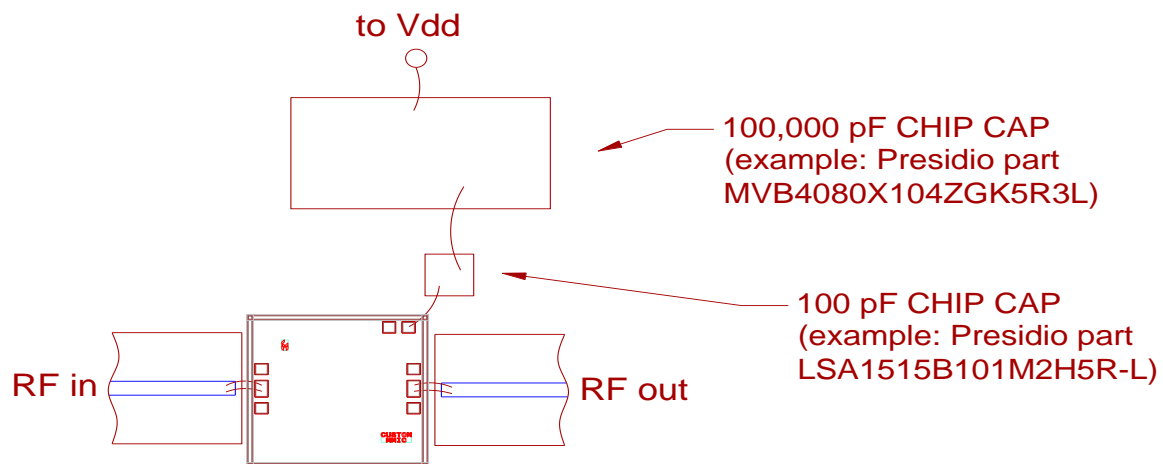 to Vdd
100,000 pF CHIP CAP
(example: Presidio part
MVB4080X104ZGK5R3L)
100 pF CHIP CAP
(example: Presidio part
LSA1515B101M2H5R-L)
RF in
RF out
CUSTOM
MMIC